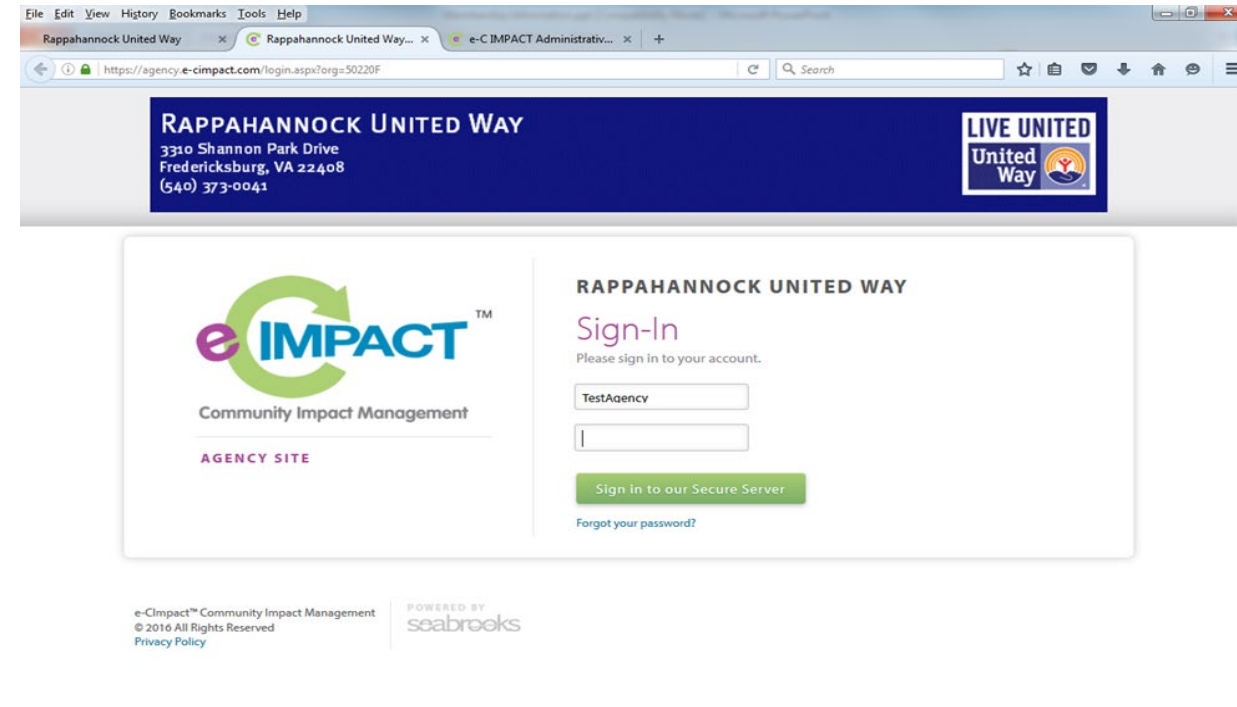 File Edit View History Bookmarks Tools Help
Rappahannock United Way × Rappahannock United Way... × e-C IMPACT Administrativ... × +
https://agency.e-cimpact.com/login.aspx?org=50220F Search
RAPPAHANNOCK UNITED WAY
3310 Shannon Park Drive
Fredericksburg, VA 22408
(540) 373-0041
LIVE UNITED
United
Way
e IMPACT TM
Community Impact Management
AGENCY SITE
RAPPAHANNOCK UNITED WAY
Sign-In
Please sign in to your account.
TestAgency
Sign in to our Secure Server
Forgot your password?
e-CImpact™ Community Impact Management
© 2016 All Rights Reserved
Privacy Policy
POWERED BY
seabrooks